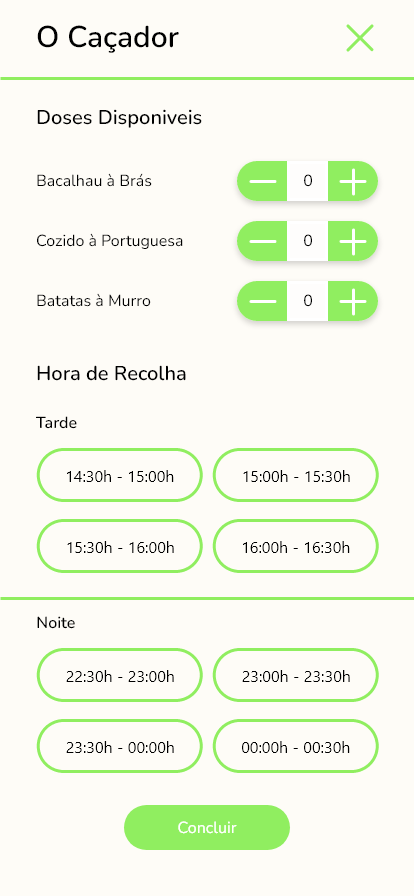 O Caçador
Doses Disponiveis
Bacalhau à Brás 0
Cozido à Portuguesa 0
Batatas à Murro 0
Hora de Recolha
Tarde
14:30h - 15:00h 15:00h - 15:30h
15:30h - 16:00h 16:00h - 16:30h
Noite
22:30h - 23:00h 23:00h - 23:30h
23:30h - 00:00h 00:00h - 00:30h
Concluir